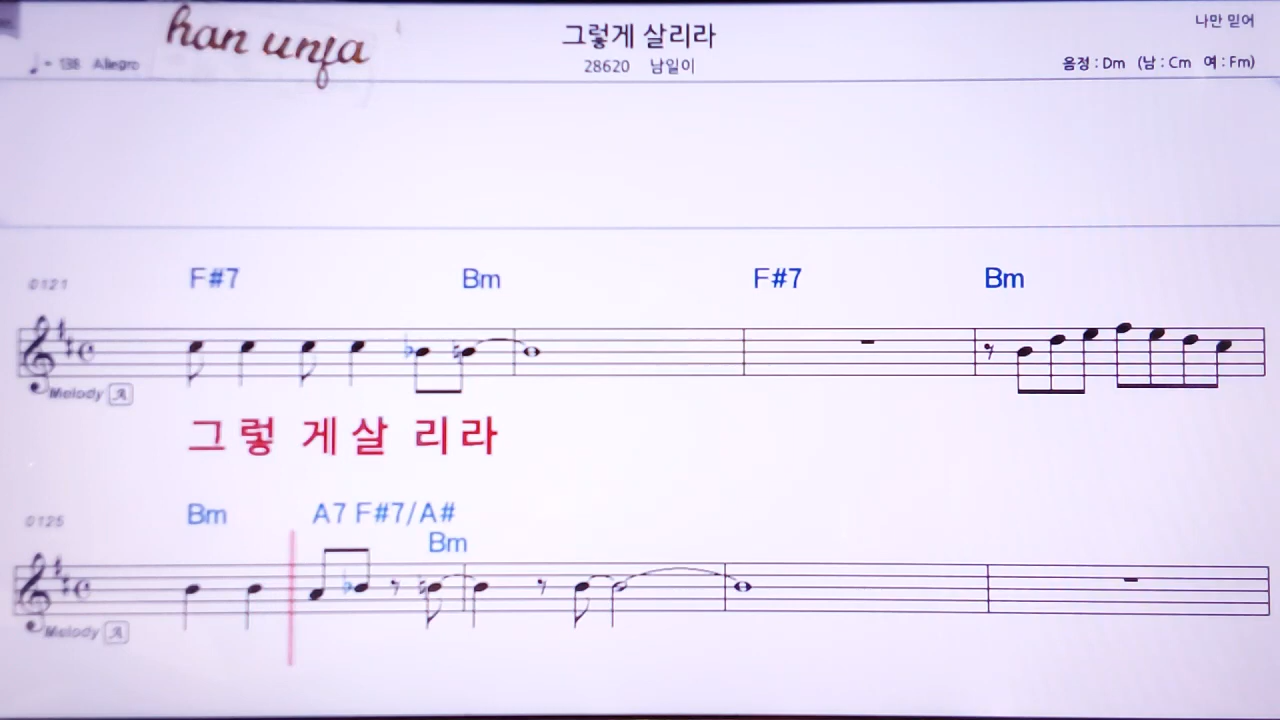 han unja
그렇게 살리라
나만 믿어
♩= 138 Allegro
28620 남일이
음정 : Dm (남 : Cm 여 : Fm)
0121
F#7 Bm F#7 Bm
Melody A
그렇 게살 리라
0125
Bm A7 F#7/A#
Bm
Melody A